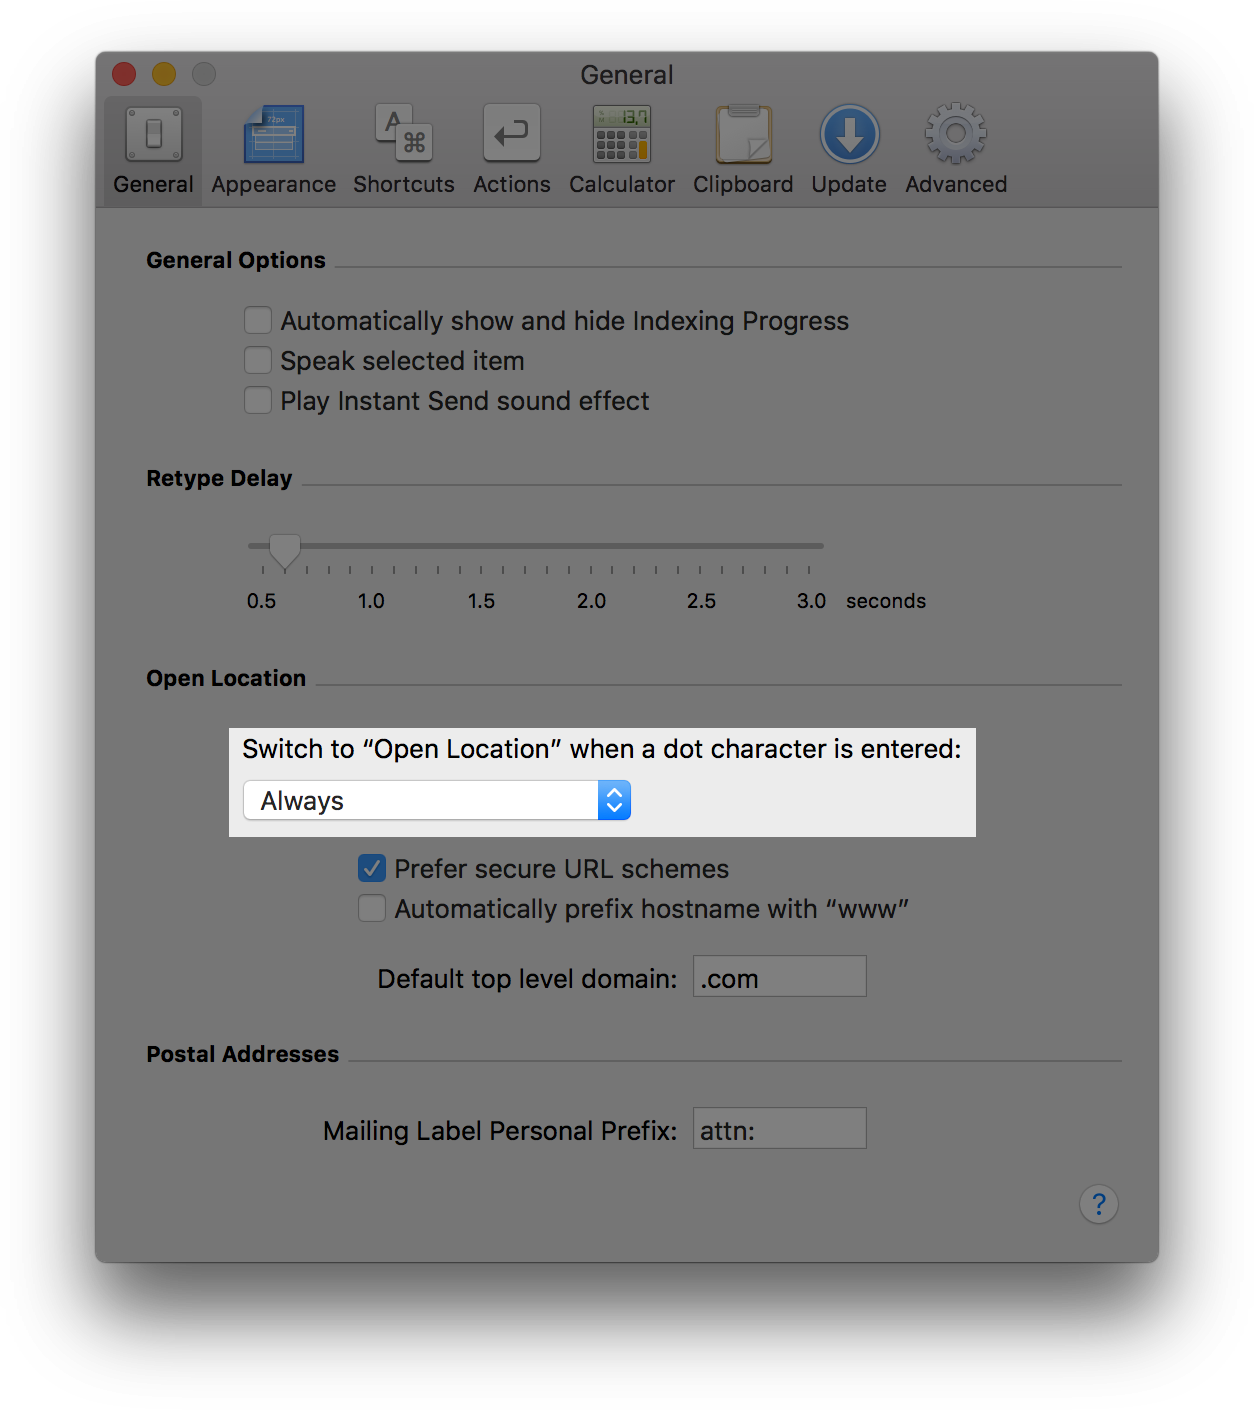 General
72px
A
⌘
13,7
General Appearance Shortcuts Actions Calculator Clipboard Update Advanced
General Options
Automatically show and hide Indexing Progress
Speak selected item
Play Instant Send sound effect
Retype Delay
0.5 1.0 1.5 2.0 2.5 3.0 seconds
Open Location
Switch to “Open Location” when a dot character is entered:
Always
Prefer secure URL schemes
Automatically prefix hostname with “www”
Default top level domain: .com
Postal Addresses
Mailing Label Personal Prefix: attn:
?